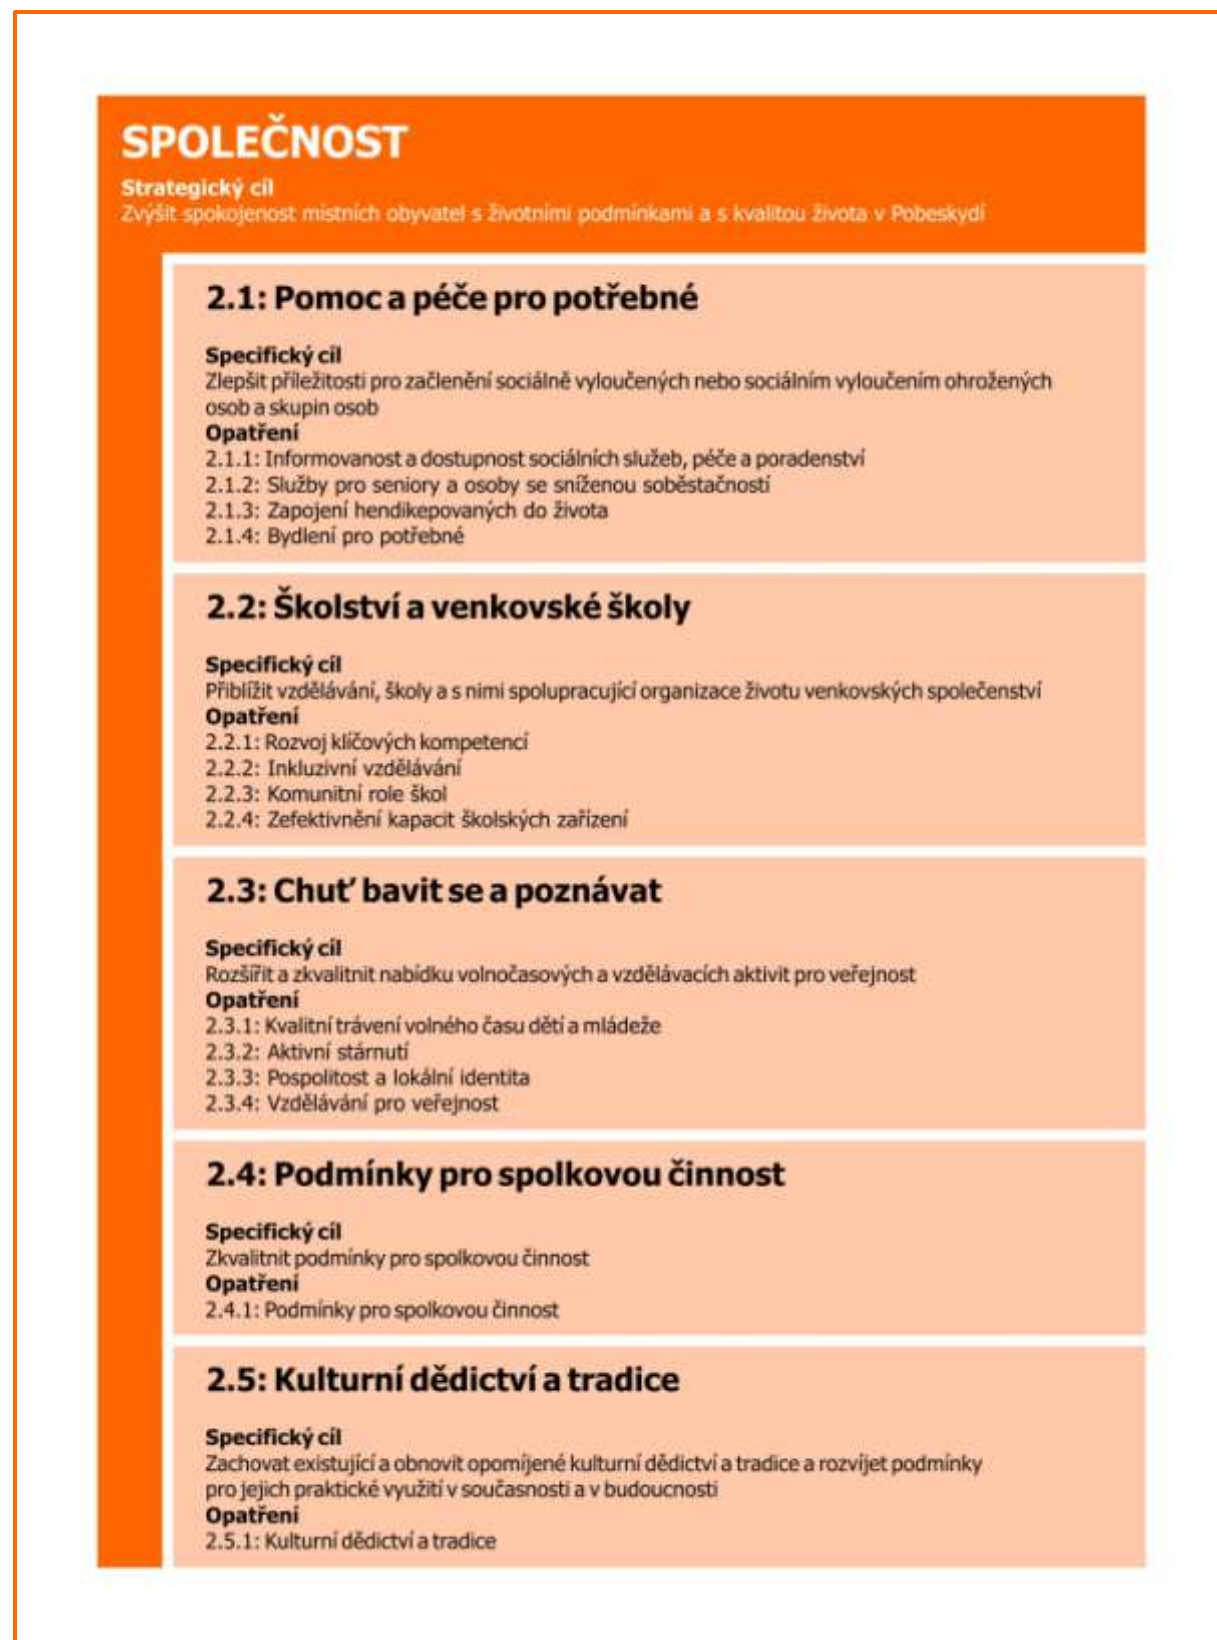 SPOLEČNOST
Strategický cíl
Zvýšit spokojenost místních obyvatel s životními podmínkami a s kvalitou života v Pobeskydí
2.1: Pomoc a péče pro potřebné
Specifický cíl
Zlepšit příležitosti pro začlenění sociálně vyloučených nebo sociálním vyloučením ohrožených
osob a skupin osob
Opatření
2.1.1: Informovanost a dostupnost sociálních služeb, péče a poradenství
2.1.2: Služby pro seniory a osoby se sníženou soběstačností
2.1.3: Zapojení hendikepovaných do života
2.1.4: Bydlení pro potřebné
2.2: Školství a venkovské školy
Specifický cíl
Přiblížit vzdělávání, školy a s nimi spolupracující organizace životu venkovských společenství
Opatření
2.2.1: Rozvoj klíčových kompetencí
2.2.2: Inkluzivní vzdělávání
2.2.3: Komunitní role škol
2.2.4: Zefektivnění kapacit školských zařízení
2.3: Chuť bavit se a poznávat
Specifický cíl
Rozšířit a zkvalitnit nabídku volnočasových a vzdělávacích aktivit pro veřejnost
Opatření
2.3.1: Kvalitní trávení volného času dětí a mládeže
2.3.2: Aktivní stárnutí
2.3.3: Pospolitost a lokální identita
2.3.4: Vzdělávání pro veřejnost
2.4: Podmínky pro spolkovou činnost
Specifický cíl
Zkvalitnit podmínky pro spolkovou činnost
Opatření
2.4.1: Podmínky pro spolkovou činnost
2.5: Kulturní dědictví a tradice
Specifický cíl
Zachovat existující a obnovit opomíjené kulturní dědictví a tradice a rozvíjet podmínky
pro jejich praktické využití v současnosti a v budoucnosti
Opatření
2.5.1: Kulturní dědictví a tradice